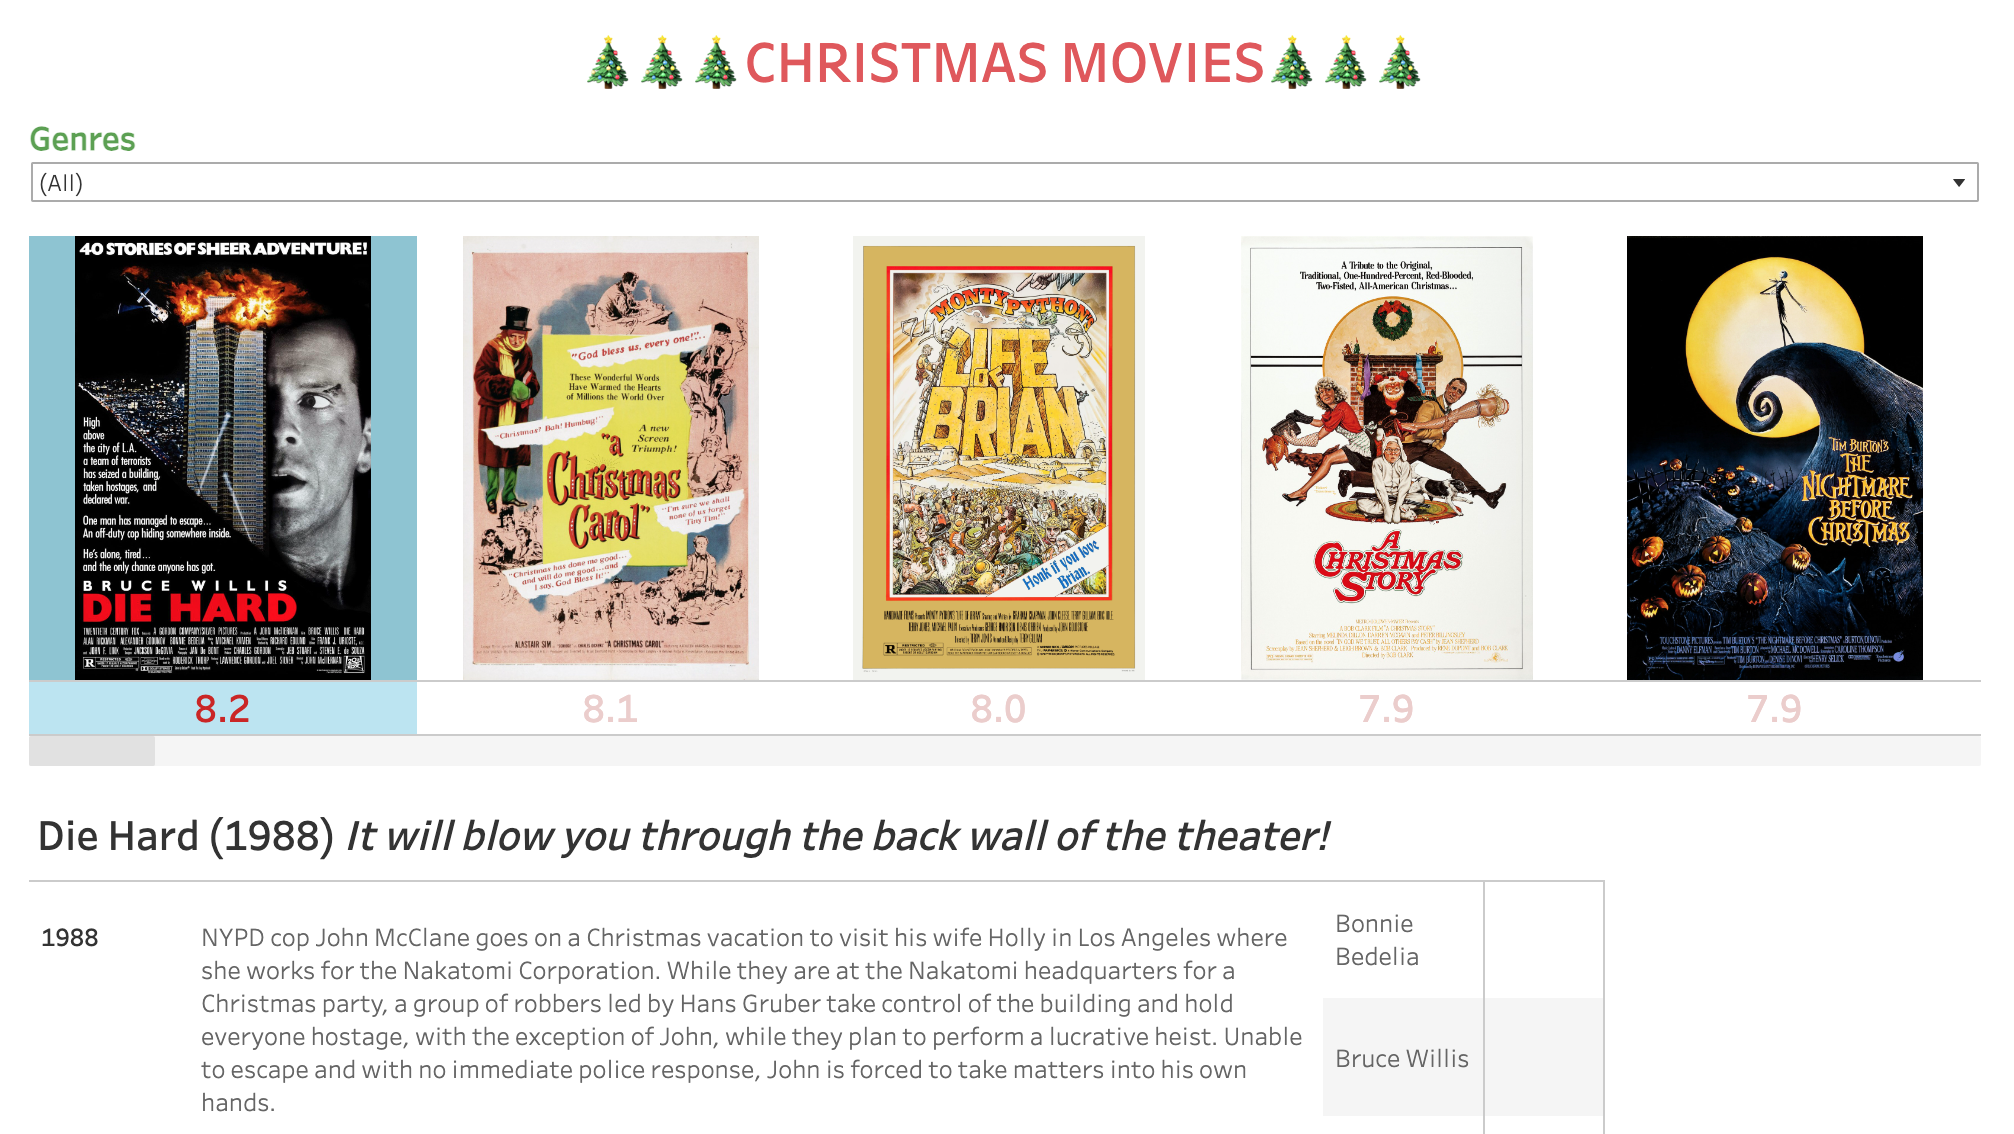 CHRISTMAS MOVIES
Genres
(All)
40 STORIES OF SHEER ADVENTURE!
High
above
the city of L.A.
a team of terrorists
has seized a building,
taken hostages, and
declared war.
One man has managed to escape...
An off-duty cop hiding somewhere inside.
He's alone, tired...
and the only chance anyone has got.
BRUCE WILLIS
DIE HARD
"God bless us, every one!"...
These Wonderful Words
Have Warmed the Hearts
of Millions the World Over
"Christmas? Bah! Humbug!"
A new
Screen
Triumph!
"a
Christmas
Carol"
"I'm sure we shall
none of us forget
Tiny Tim!"
"Christmas has done me good...
and will do me good...and
I say, God Bless It!"
ALASTAIR SIM
"A CHRISTMAS CAROL"
MONTY PYTHON'S
LIFE
OF
BRIAN
Honk if you love
Brian.
R
A Tribute to the Original,
Traditional, One-Hundred-Percent, Red-Blooded,
Two-Fisted, All-American Christmas...
A
CHRISTMAS
STORY
TIM BURTON'S
THE
NIGHTMARE
BEFORE
CHRISTMAS
8.2
8.1
8.0
7.9
7.9
Die Hard (1988) It will blow you through the back wall of the theater!
1988
NYPD cop John McClane goes on a Christmas vacation to visit his wife Holly in Los Angeles where
she works for the Nakatomi Corporation. While they are at the Nakatomi headquarters for a
Christmas party, a group of robbers led by Hans Gruber take control of the building and hold
everyone hostage, with the exception of John, while they plan to perform a lucrative heist. Unable
to escape and with no immediate police response, John is forced to take matters into his own
hands.
Bonnie
Bedelia
Bruce Willis